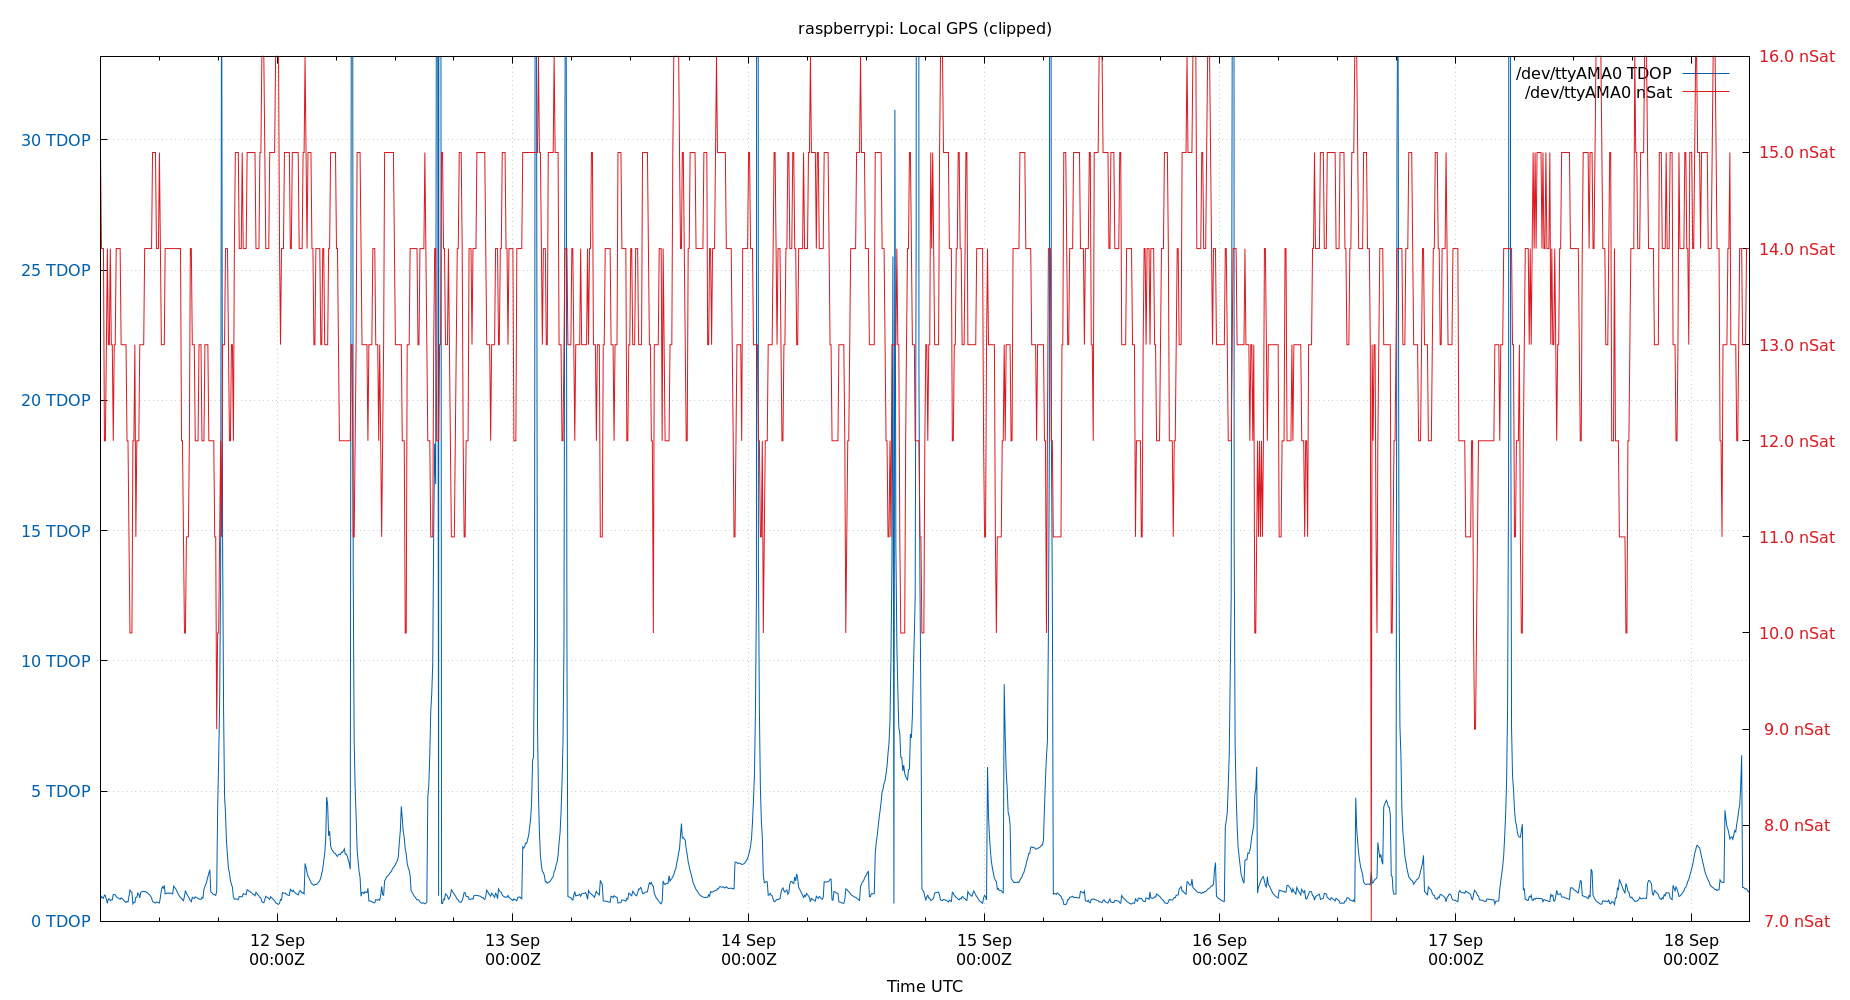 raspberrypi: Local GPS (clipped)
/dev/ttyAMA0 TDOP
/dev/ttyAMA0 nSat
30 TDOP
25 TDOP
20 TDOP
15 TDOP
10 TDOP
5 TDOP
0 TDOP
16.0 nSat
15.0 nSat
14.0 nSat
13.0 nSat
12.0 nSat
11.0 nSat
10.0 nSat
9.0 nSat
8.0 nSat
7.0 nSat
12 Sep 13 Sep 14 Sep 15 Sep 16 Sep 17 Sep 18 Sep
00:00Z 00:00Z 00:00Z 00:00Z 00:00Z 00:00Z 00:00Z
Time UTC